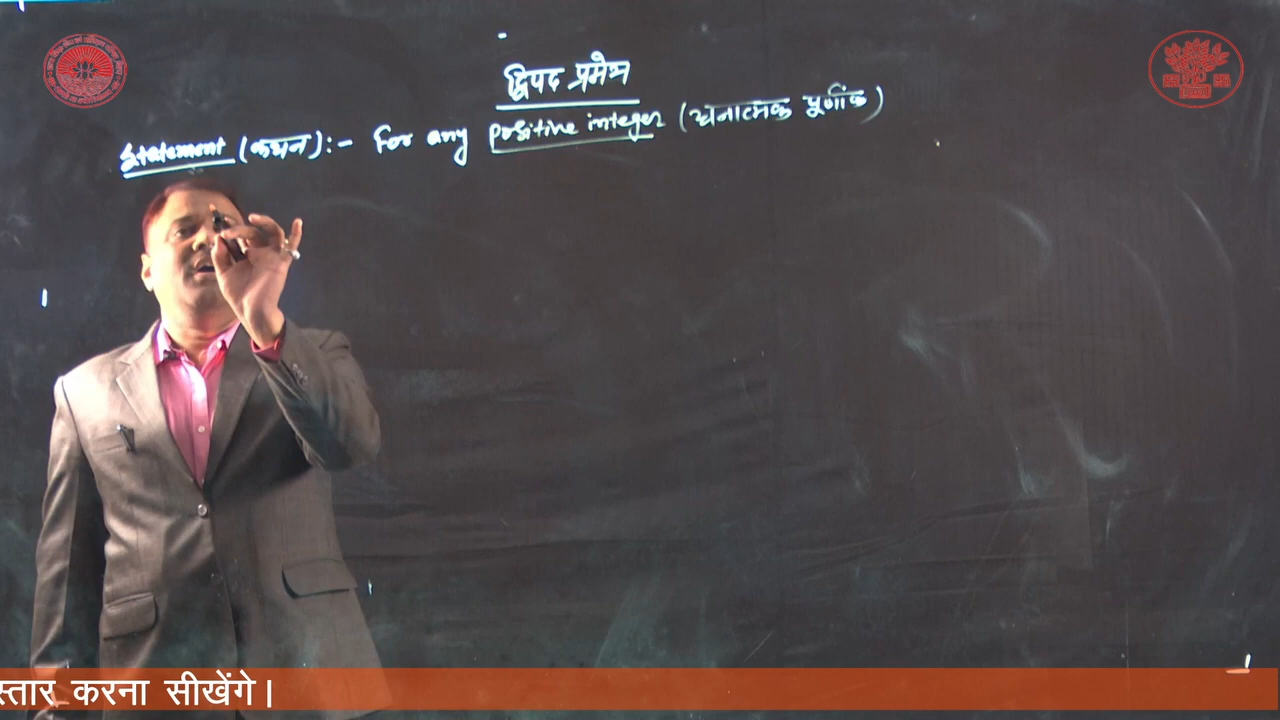 द्विपद प्रमेय
Statement (कथन):- For any positive integer (धनात्मक पूर्णांक)
स्तार करना सीखेंगे।